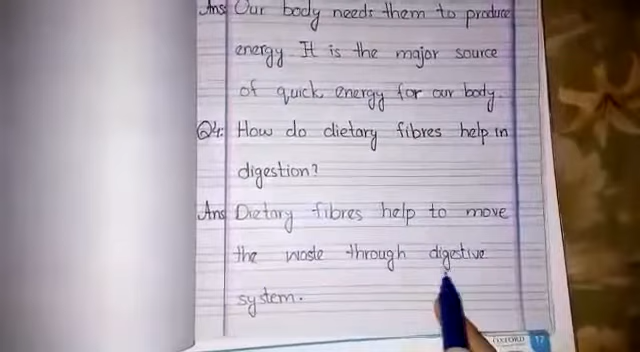 Ans Our body needs them to produce
energy It is the major source
of quick energy for our body.
Q4. How do dietary fibres help in
digestion?
Ans Dietary fibres help to move
the waste through digestive
system.
OXFORD 17